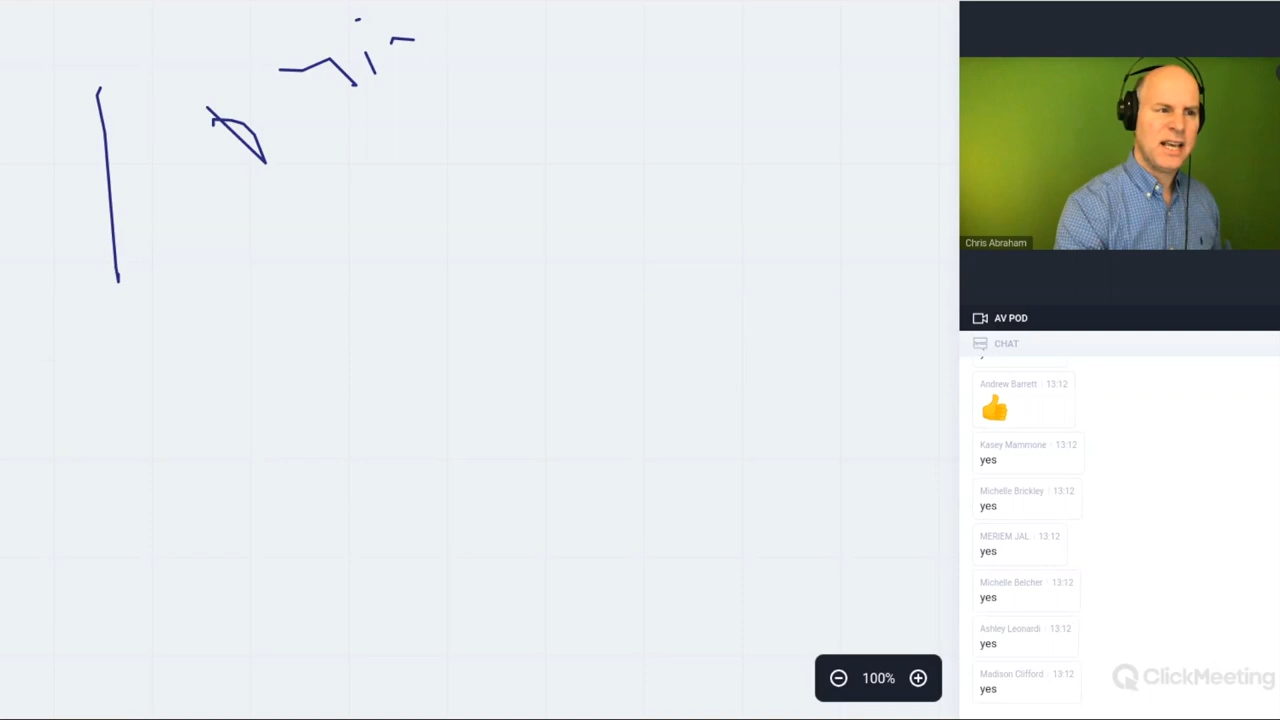 Chris Abraham
AV POD
CHAT
Andrew Barrett 13:12
👍
Kasey Mammone 13:12
yes
Michelle Brickley 13:12
yes
MERIEM JAL 13:12
yes
Michelle Belcher 13:12
yes
Ashley Leonardi 13:12
yes
Madison Clifford 13:12
yes
100%
ClickMeeting